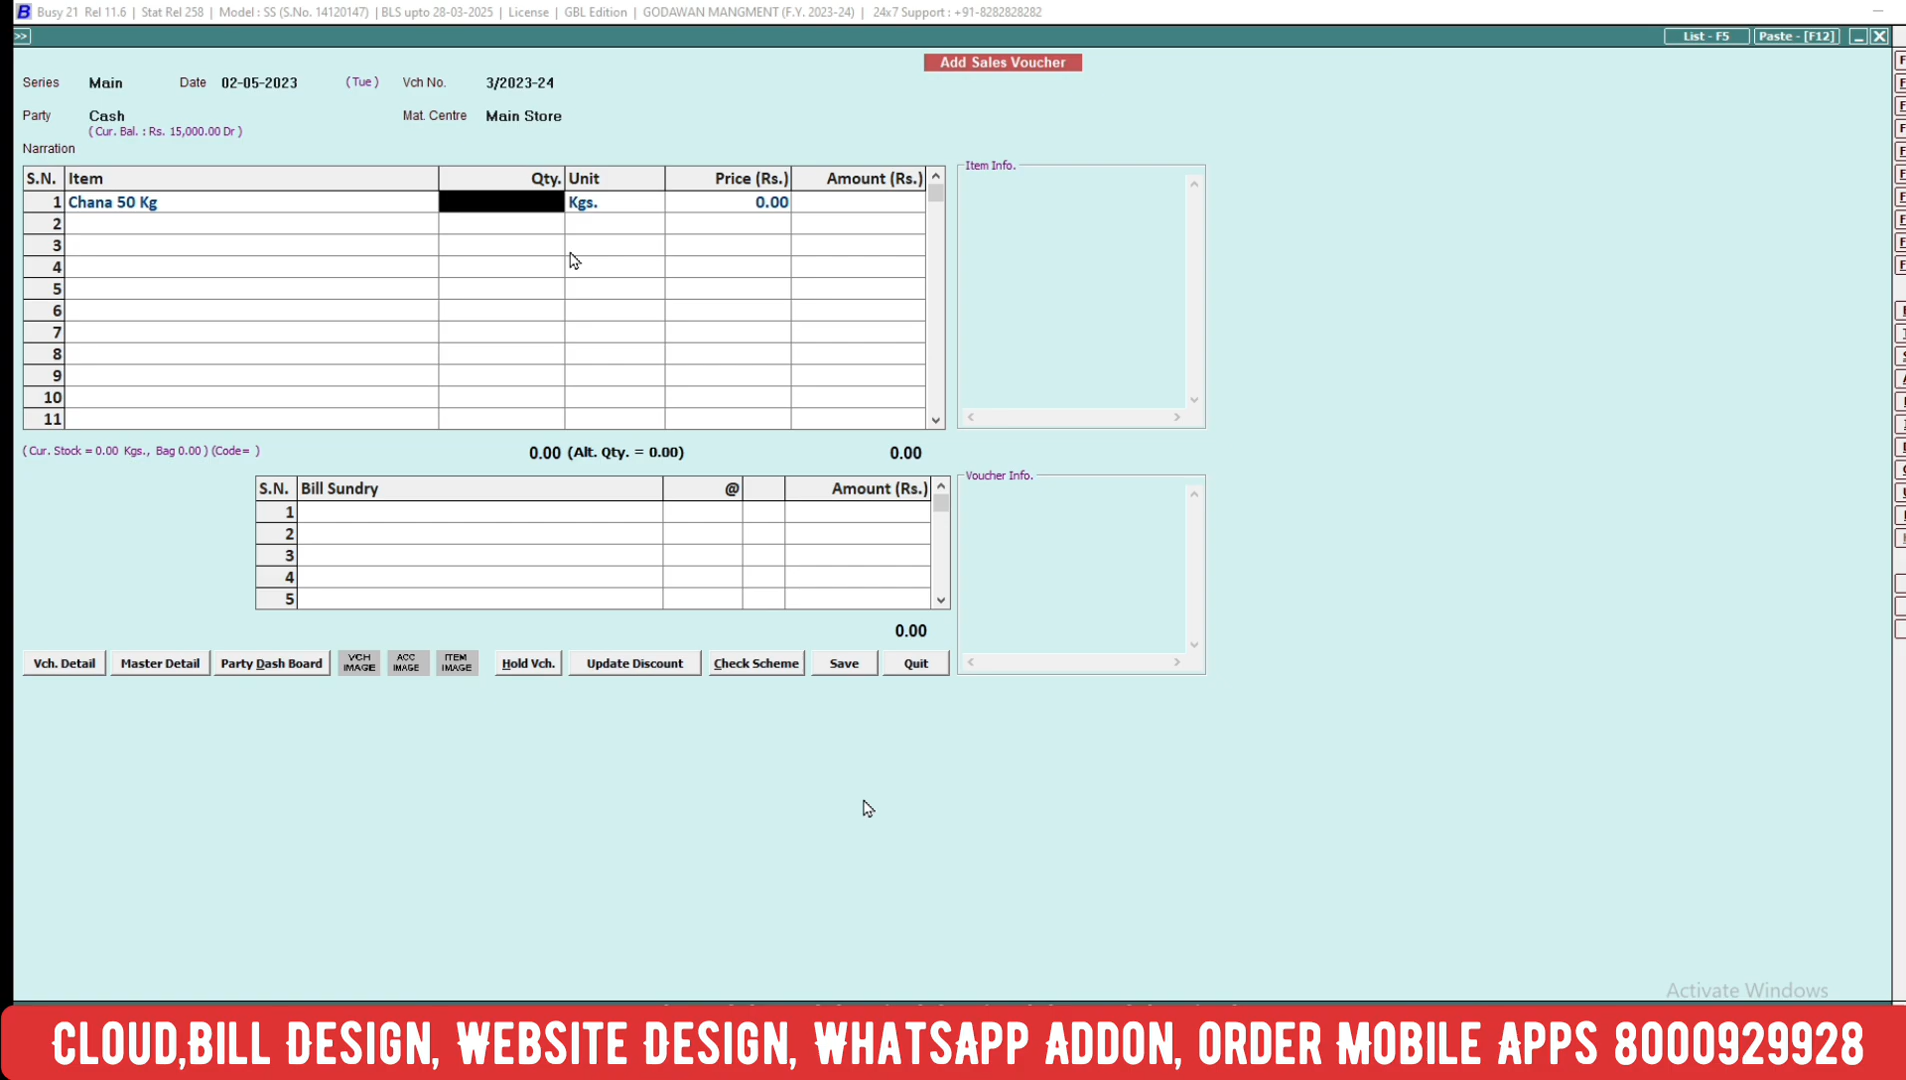 Busy 21 Rel 11.6 | Stat Rel 258 | Model : SS (S.No. 14120147) | BLS upto 28-03-2025 | License | GBL Edition | GODAWAN MANGMENT (F.Y. 2023-24) | 24x7 Support : +91-8282828282
>> List - F5 Paste - [F12]
Add Sales Voucher
Series Main Date 02-05-2023 (Tue) Vch No. 3/2023-24
Party Cash Mat. Centre Main Store
( Cur. Bal. : Rs. 15,000.00 Dr )
Narration
Item Info.
S.N. Item Qty. Unit Price (Rs.) Amount (Rs.)
1 Chana 50 Kg Kgs. 0.00
2
3
4
5
6
7
8
9
10
11
( Cur. Stock = 0.00 Kgs., Bag 0.00 ) (Code= ) 0.00 (Alt. Qty. = 0.00) 0.00
Voucher Info.
S.N. Bill Sundry @ Amount (Rs.)
1
2
3
4
5
0.00
Vch. Detail Master Detail Party Dash Board VCH IMAGE ACC IMAGE ITEM IMAGE Hold Vch. Update Discount Check Scheme Save Quit
Activate Windows
CLOUD,BILL DESIGN, WEBSITE DESIGN, WHATSAPP ADDON, ORDER MOBILE APPS 8000929928